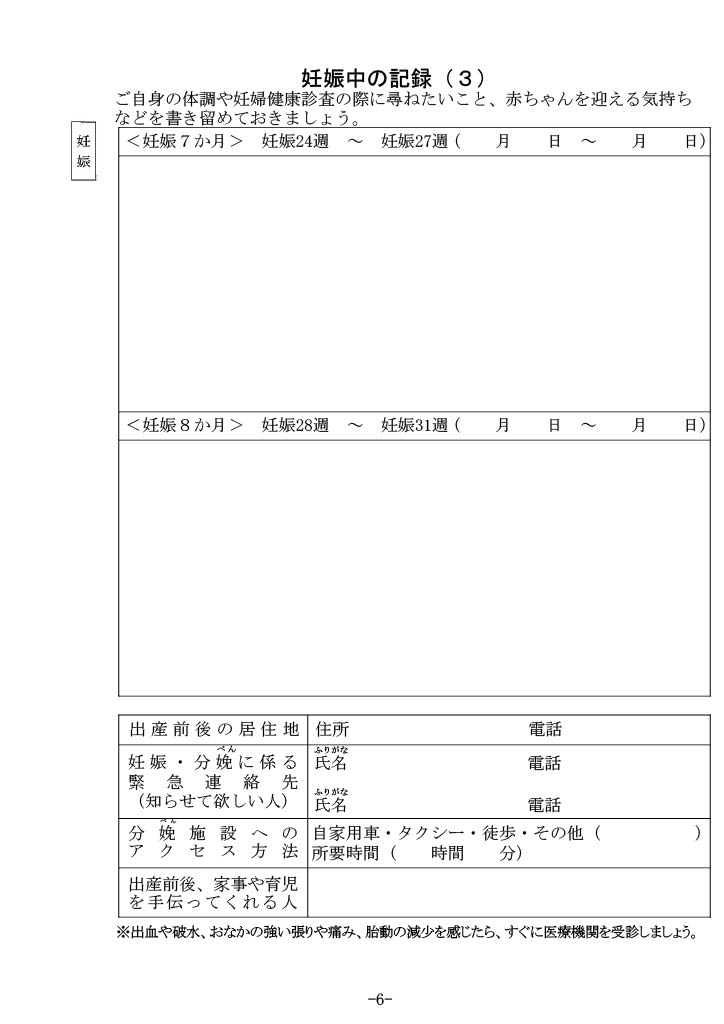 妊娠中の記録（３）
ご自身の体調や妊婦健康診査の際に尋ねたいこと、赤ちゃんを迎える気持ち
などを書き留めておきましょう。
妊娠
＜妊娠７か月＞　妊娠24週　～　妊娠27週（　　月　　日　～　　月　　日）
＜妊娠８か月＞　妊娠28週　～　妊娠31週（　　月　　日　～　　月　　日）
出産前後の居住地　住所　電話
妊娠・分娩に係る　氏名　電話
べん　ふりがな
緊急連絡先
ふりがな
（知らせて欲しい人）　氏名　電話
べん
分娩施設への　自家用車・タクシー・徒歩・その他（　　　　　）
アクセス方法　所要時間（　　時間　　分）
出産前後、家事や育児
を手伝ってくれる人
※出血や破水、おなかの強い張りや痛み、胎動の減少を感じたら、すぐに医療機関を受診しましょう。
-6-